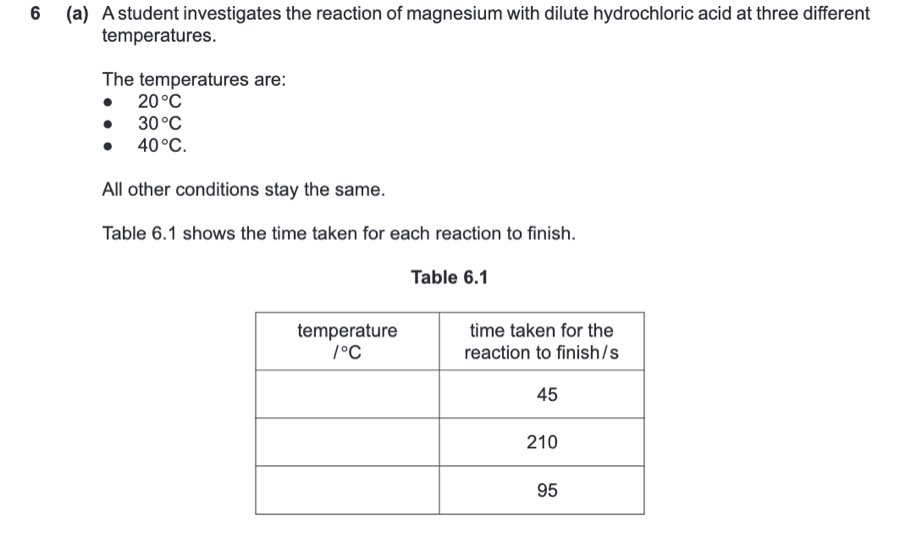 6 (a) A student investigates the reaction of magnesium with dilute hydrochloric acid at three different
temperatures.
The temperatures are:
• 20°C
• 30°C
• 40°C.
All other conditions stay the same.
Table 6.1 shows the time taken for each reaction to finish.
Table 6.1
temperature
/°C
time taken for the
reaction to finish/s
45
210
95